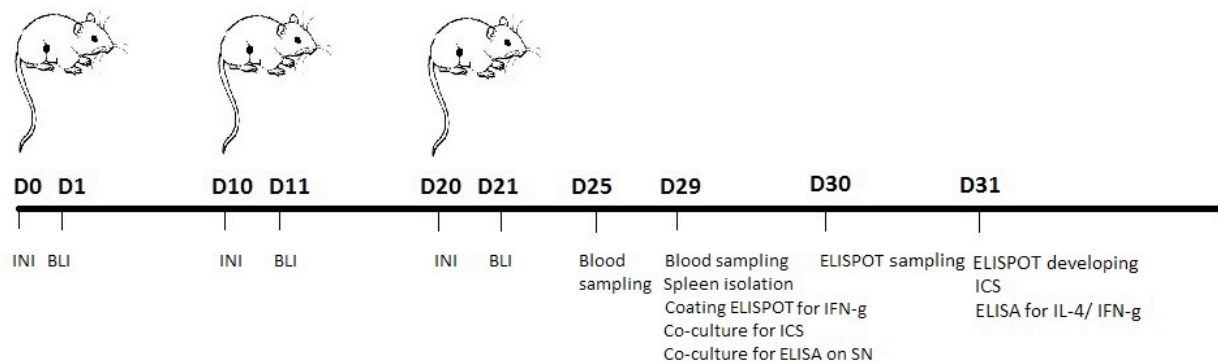 D0 D1 D10 D11 D20 D21 D25 D29 D30 D31
INI BLI INI BLI INI BLI
Blood
sampling
Blood sampling
Spleen isolation
Coating ELISPOT for IFN-g
Co-culture for ICS
Co-culture for ELISA on SN
ELISPOT sampling
ELISPOT developing
ICS
ELISA for IL-4/ IFN-g